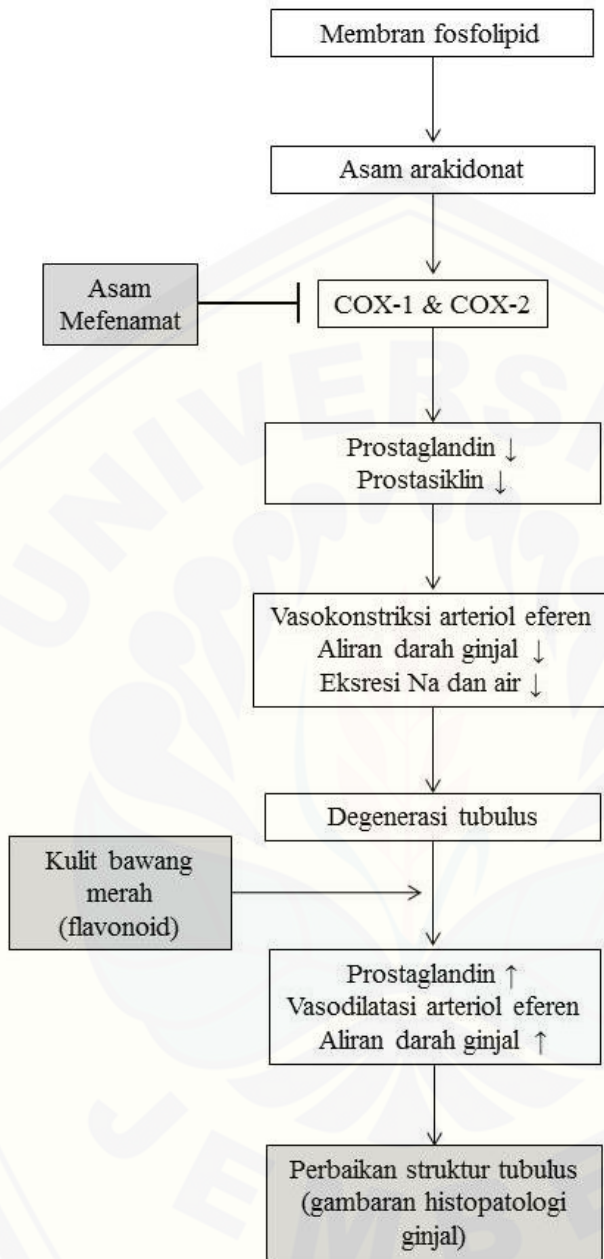 Membran fosfolipid
Asam arakidonat
Asam
Mefenamat
COX-1 & COX-2
Prostaglandin ↓
Prostasiklin ↓
Vasokonstriksi arteriol eferen
Aliran darah ginjal ↓
Eksresi Na dan air ↓
Degenerasi tubulus
Kulit bawang
merah
(flavonoid)
Prostaglandin ↑
Vasodilatasi arteriol eferen
Aliran darah ginjal ↑
Perbaikan struktur tubulus
(gambaran histopatologi
ginjal)